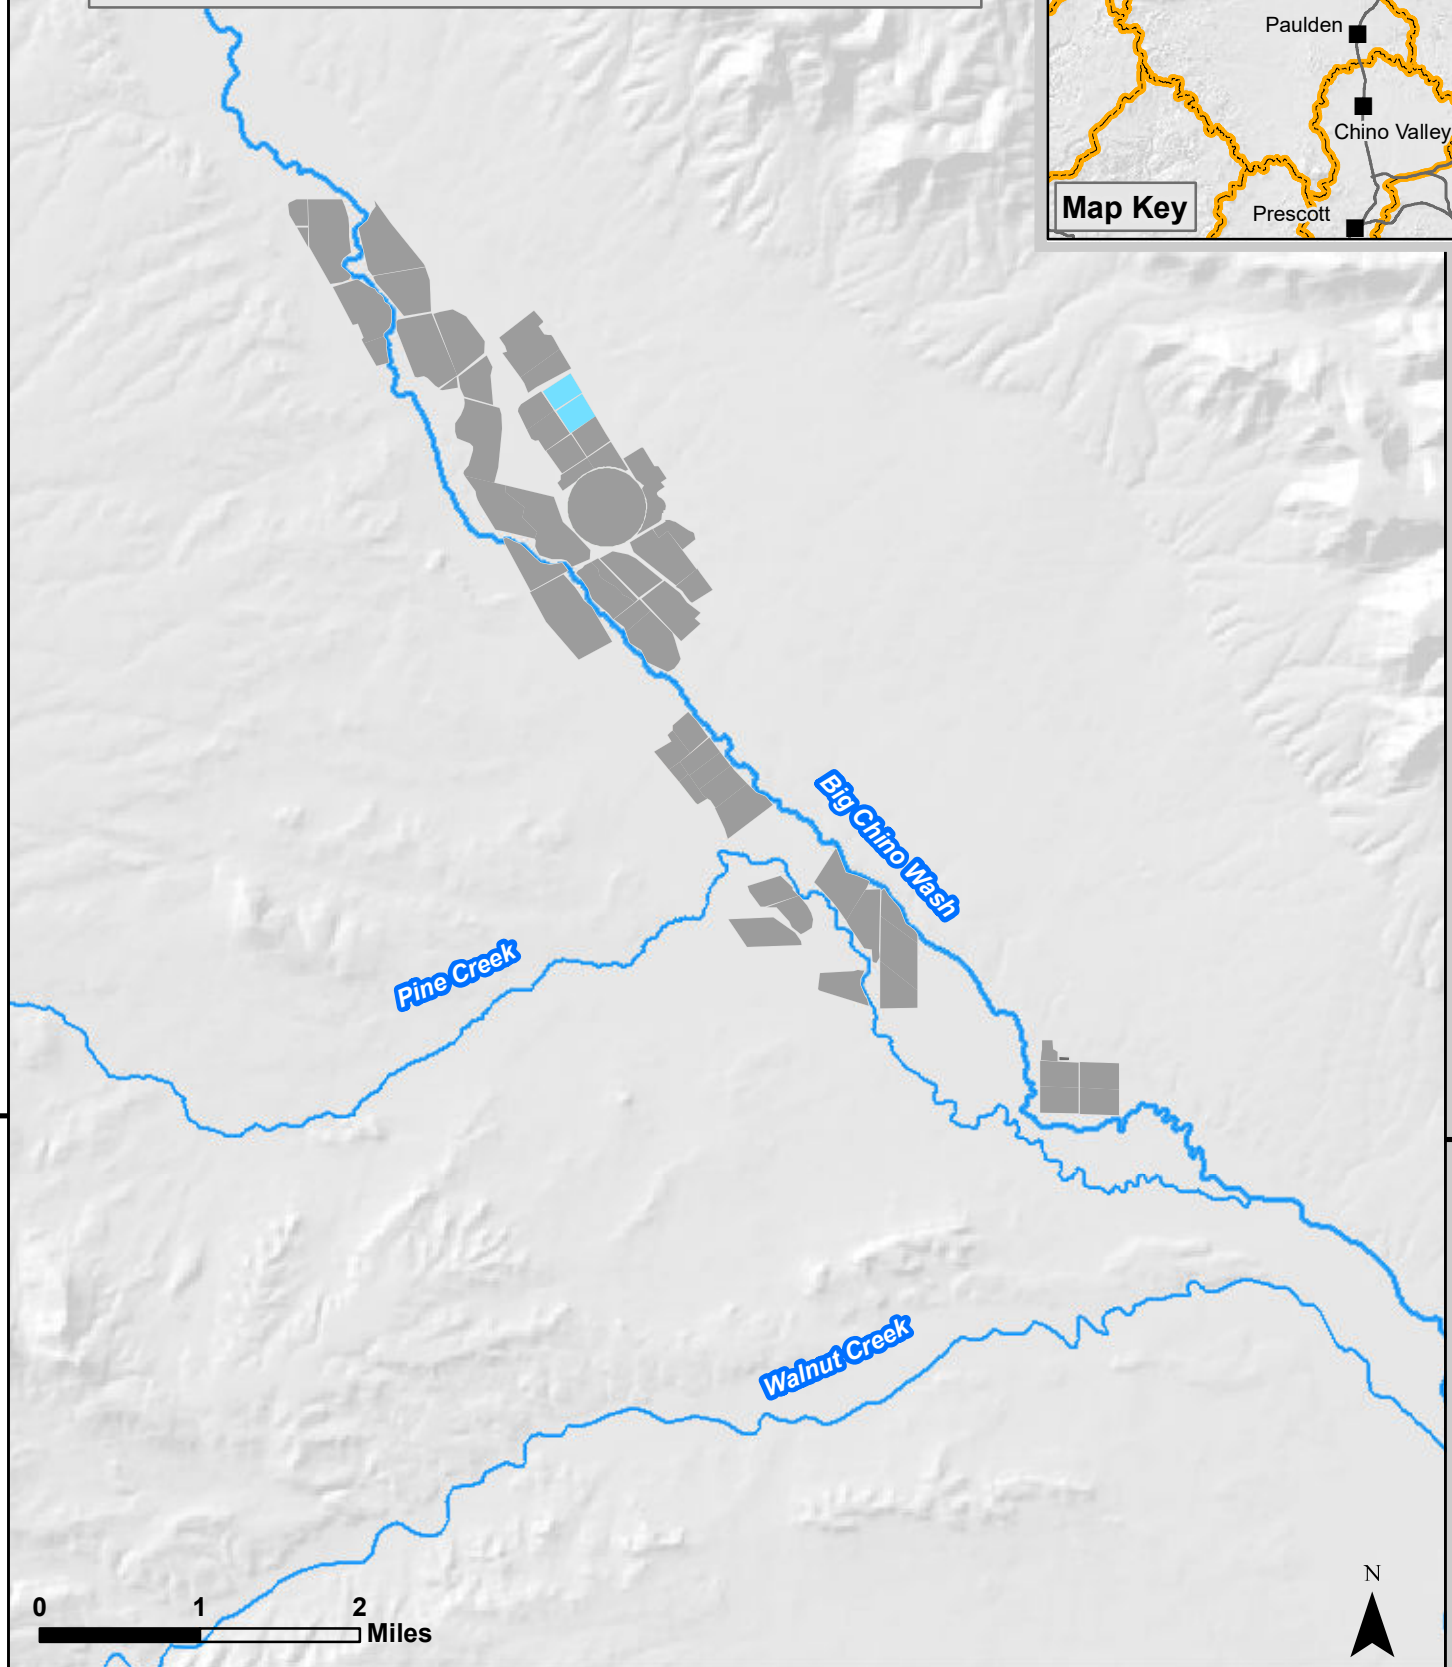 Paulden
Chino Valley
Map Key
Prescott
Big Chino Wash
Pine Creek
Walnut Creek
N
0 1 2
Miles